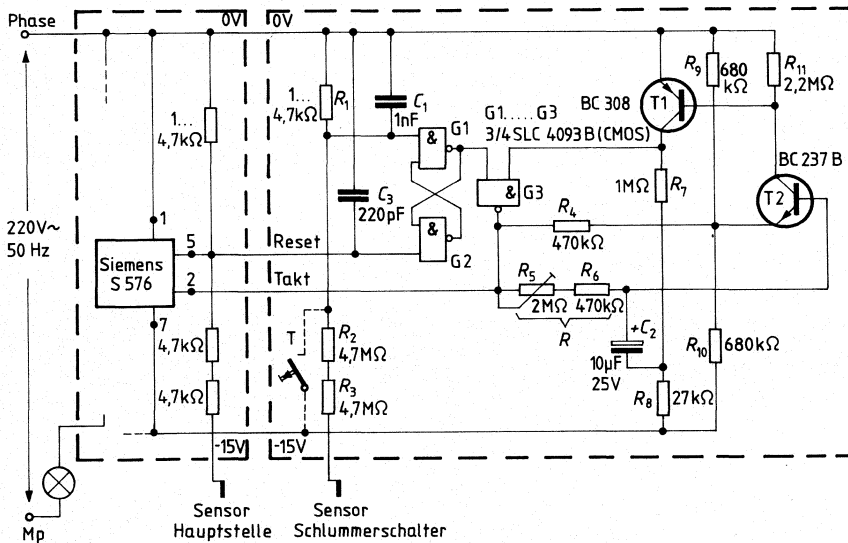 Phase
0V
0V
1...
4,7kΩ
1...
4,7kΩ
R1
C1
1nF
G1
&
G1.....G3
3/4 SLC 4093 B (CMOS)
BC 308
T1
R9
680
kΩ
R11
2,2MΩ
BC 237 B
T2
1MΩ
R7
C3
220pF
&
G3
&
G2
R4
470kΩ
220V~
50 Hz
1
5
2
7
Siemens
S 576
Reset
Takt
R5
2MΩ
R6
470kΩ
R
+C2
10µF
25V
R10
680kΩ
R8
27kΩ
4,7kΩ
4,7kΩ
T
R2
4,7MΩ
R3
4,7MΩ
-15V
-15V
Mp
Sensor
Hauptstelle
Sensor
Schlummerschalter